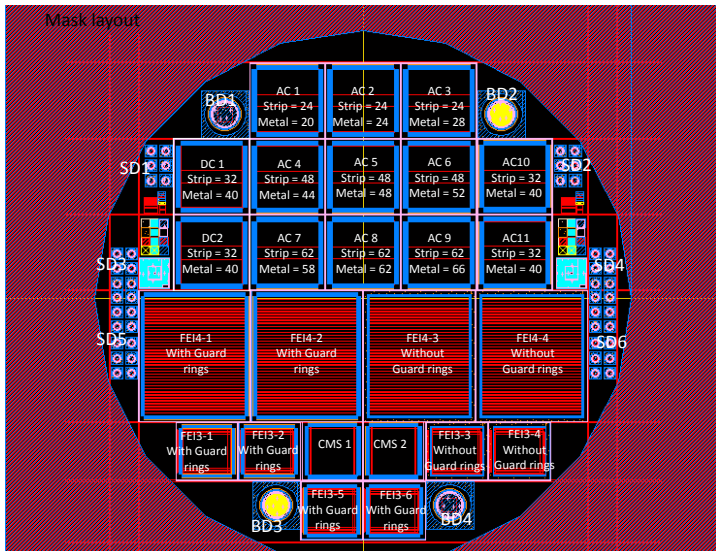 Mask layout
BD1
AC 1
Strip = 24
Metal = 20
AC 2
Strip = 24
Metal = 24
AC 3
Strip = 24
Metal = 28
BD2
SD1
DC 1
Strip = 32
Metal = 40
AC 4
Strip = 48
Metal = 44
AC 5
Strip = 48
Metal = 48
AC 6
Strip = 48
Metal = 52
AC10
Strip = 32
Metal = 40
SD2
SD3
DC2
Strip = 32
Metal = 40
AC 7
Strip = 62
Metal = 58
AC 8
Strip = 62
Metal = 62
AC 9
Strip = 62
Metal = 66
AC11
Strip = 32
Metal = 40
SD4
SD5
FEI4-1
With Guard
rings
FEI4-2
With Guard
rings
FEI4-3
Without
Guard rings
FEI4-4
Without
Guard rings
SD6
FEI3-1
With Guard
rings
FEI3-2
With Guard
rings
CMS 1
CMS 2
FEI3-3
Without
Guard rings
FEI3-4
Without
Guard rings
BD3
FEI3-5
With Guard
rings
FEI3-6
With Guard
rings
BD4